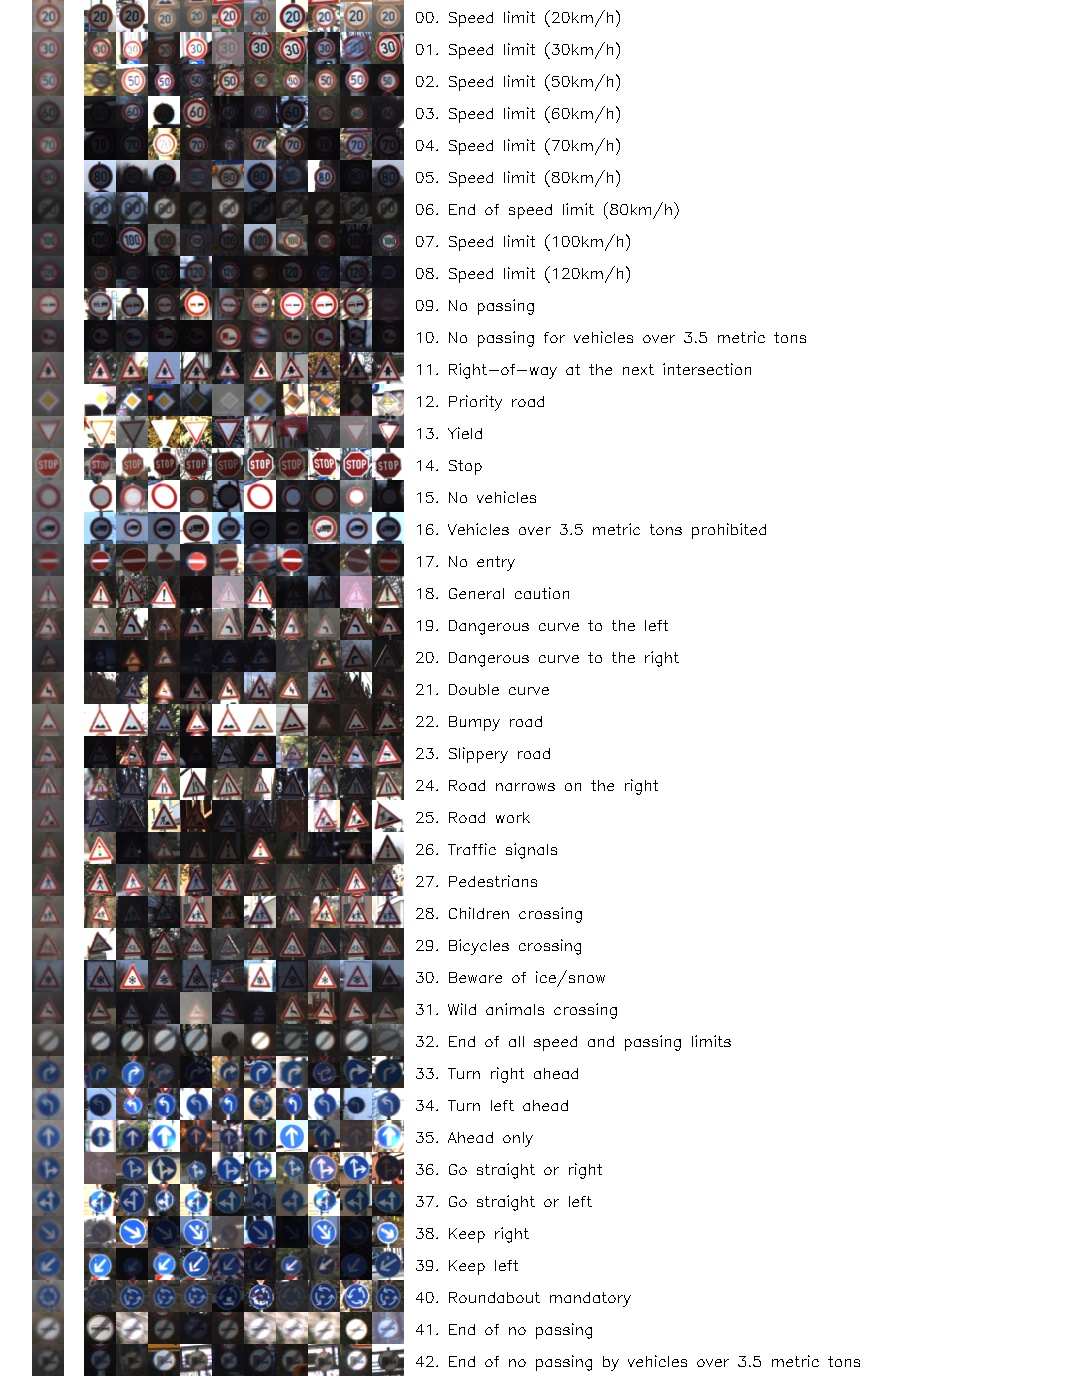 00. Speed limit (20km/h)
01. Speed limit (30km/h)
02. Speed limit (50km/h)
03. Speed limit (60km/h)
04. Speed limit (70km/h)
05. Speed limit (80km/h)
06. End of speed limit (80km/h)
07. Speed limit (100km/h)
08. Speed limit (120km/h)
09. No passing
10. No passing for vehicles over 3.5 metric tons
11. Right-of-way at the next intersection
12. Priority road
13. Yield
14. Stop
15. No vehicles
16. Vehicles over 3.5 metric tons prohibited
17. No entry
18. General caution
19. Dangerous curve to the left
20. Dangerous curve to the right
21. Double curve
22. Bumpy road
23. Slippery road
24. Road narrows on the right
25. Road work
26. Traffic signals
27. Pedestrians
28. Children crossing
29. Bicycles crossing
30. Beware of ice/snow
31. Wild animals crossing
32. End of all speed and passing limits
33. Turn right ahead
34. Turn left ahead
35. Ahead only
36. Go straight or right
37. Go straight or left
38. Keep right
39. Keep left
40. Roundabout mandatory
41. End of no passing
42. End of no passing by vehicles over 3.5 metric tons